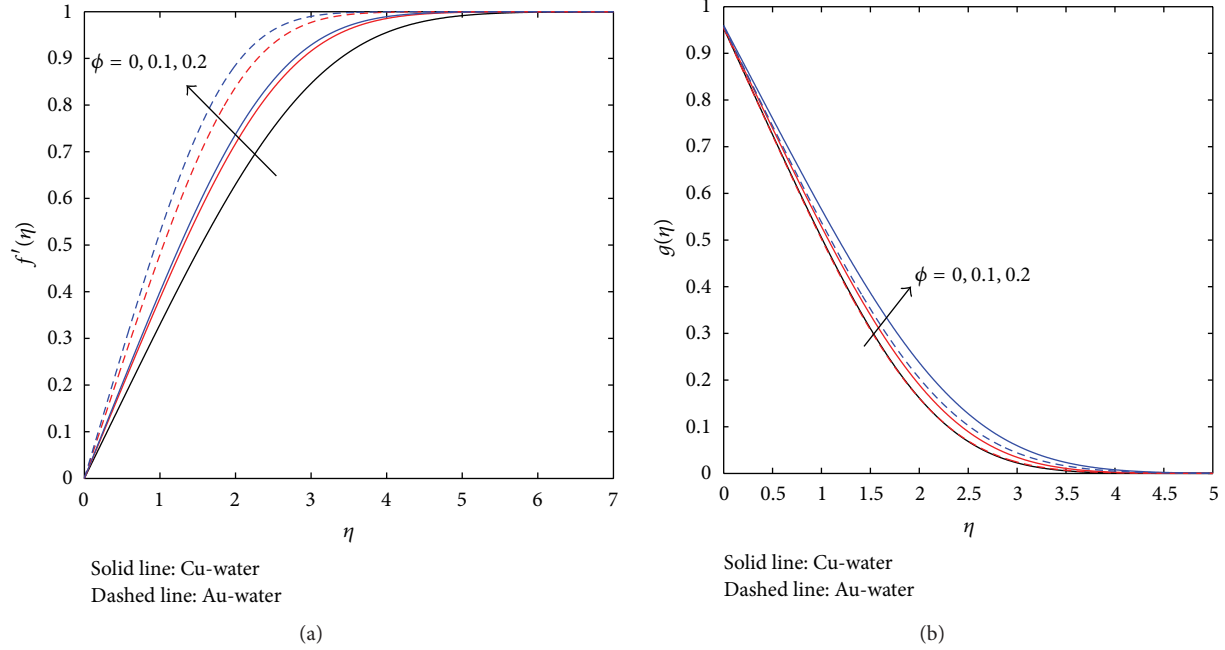 1
0.9
0.8
0.7
0.6
0.5
0.4
0.3
0.2
0.1
0
f′(η)
ϕ = 0, 0.1, 0.2
0 1 2 3 4 5 6 7
η
Solid line: Cu-water
Dashed line: Au-water
(a)
1
0.9
0.8
0.7
0.6
0.5
0.4
0.3
0.2
0.1
0
g(η)
ϕ = 0, 0.1, 0.2
0 0.5 1 1.5 2 2.5 3 3.5 4 4.5 5
η
Solid line: Cu-water
Dashed line: Au-water
(b)